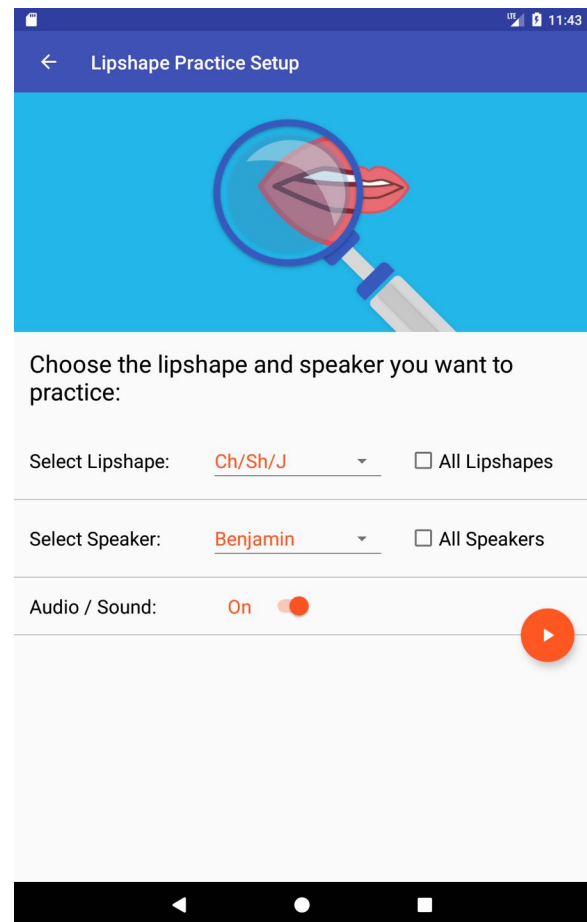 LTE 11:43
Lipshape Practice Setup
Choose the lipshape and speaker you want to
practice:
Select Lipshape: Ch/Sh/J All Lipshapes
Select Speaker: Benjamin All Speakers
Audio / Sound: On